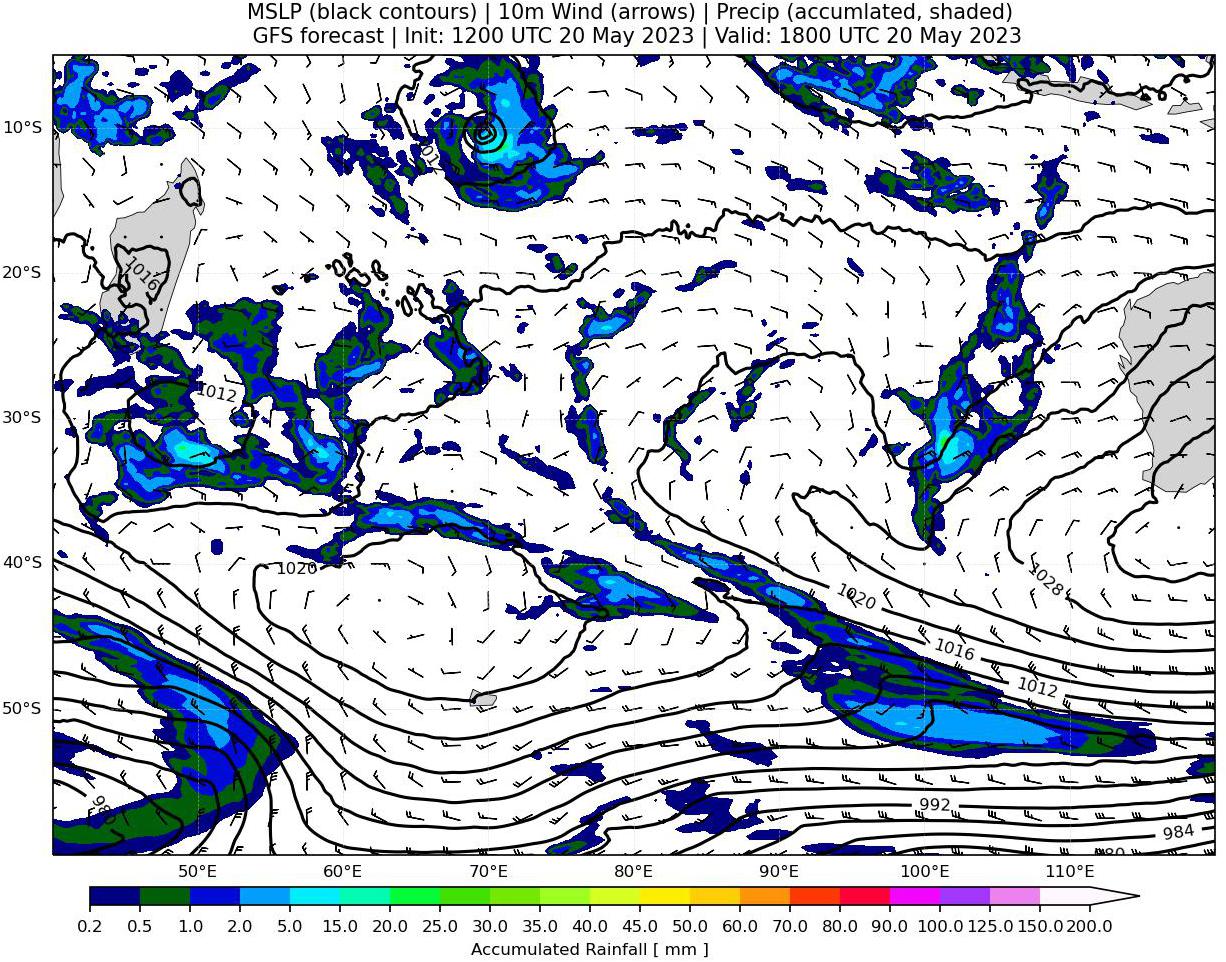 MSLP (black contours) | 10m Wind (arrows) | Precip (accumlated, shaded)
GFS forecast | Init: 1200 UTC 20 May 2023 | Valid: 1800 UTC 20 May 2023
10°S
20°S
30°S
40°S
50°S
1016
1012
1020
1020
1028
1016
1012
992
984
50°E
60°E
70°E
80°E
90°E
100°E
110°E
0.2 0.5 1.0 2.0 5.0 10.0 15.0 20.0 25.0 30.0 35.0 40.0 45.0 50.0 60.0 70.0 80.0 90.0 100.0 125.0 150.0 200.0
Accumulated Rainfall [ mm ]